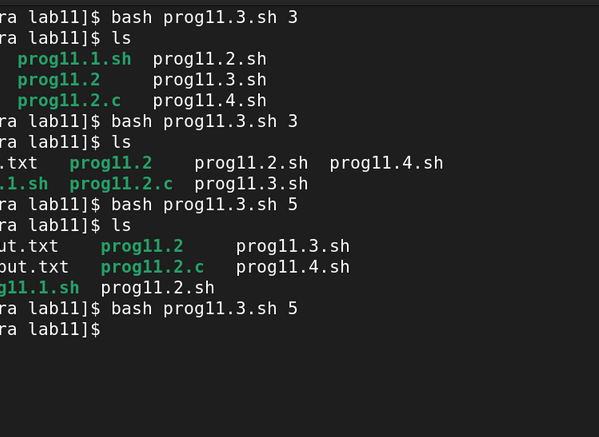 ra lab11]$ bash prog11.3.sh 3
ra lab11]$ ls
prog11.1.sh prog11.2.sh
prog11.2 prog11.3.sh
prog11.2.c prog11.4.sh
ra lab11]$ bash prog11.3.sh 3
ra lab11]$ ls
.txt prog11.2 prog11.2.sh prog11.4.sh
.1.sh prog11.2.c prog11.3.sh
ra lab11]$ bash prog11.3.sh 5
ra lab11]$ ls
ut.txt prog11.2 prog11.3.sh
put.txt prog11.2.c prog11.4.sh
g11.1.sh prog11.2.sh
ra lab11]$ bash prog11.3.sh 5
ra lab11]$